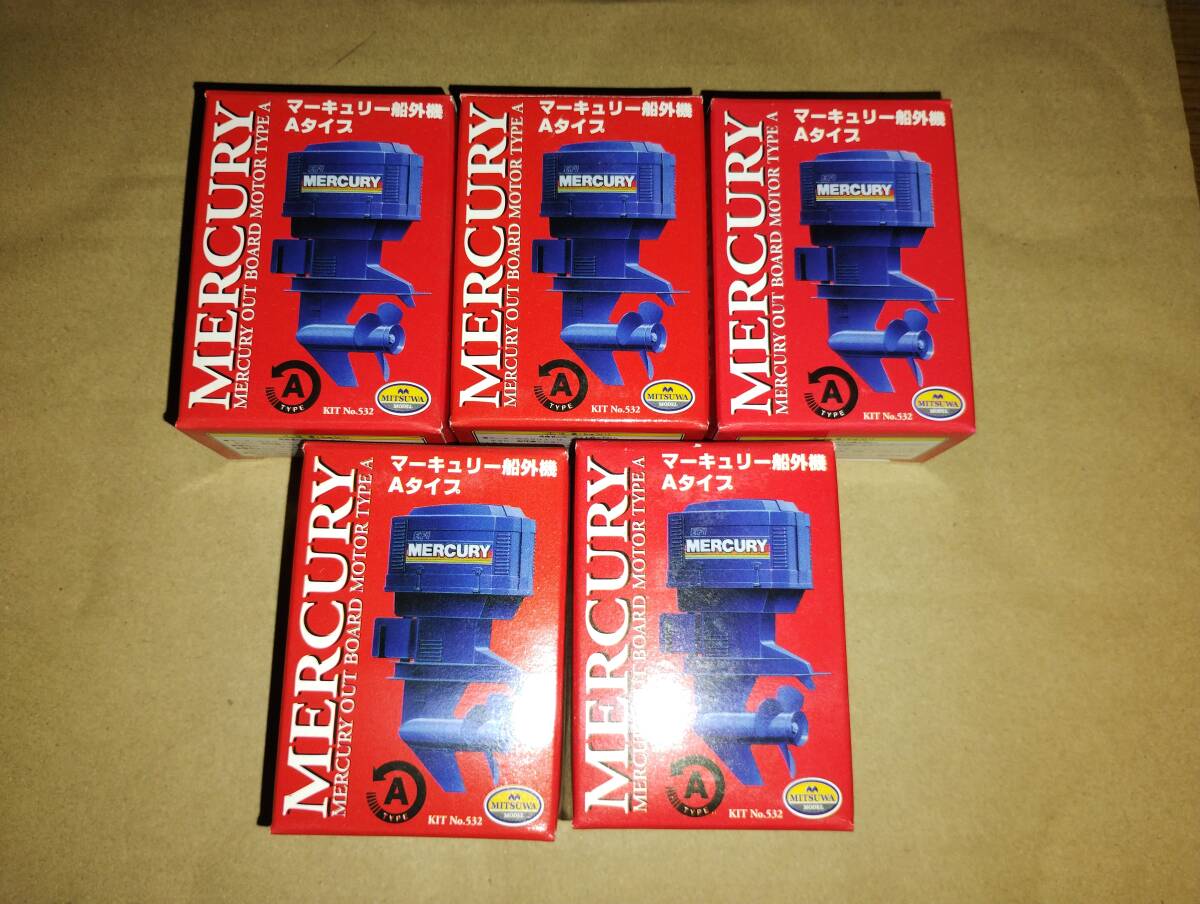 マーキュリー船外機
Aタイプ
MERCURY
MERCURY OUT BOARD MOTOR TYPE A
EFI
MERCURY
A
TYPE
KIT No.532
MITSUWA
MODEL
マーキュリー船外機
Aタイプ
MERCURY
MERCURY OUT BOARD MOTOR TYPE A
EFI
MERCURY
A
TYPE
KIT No.532
MITSUWA
MODEL
マーキュリー船外機
Aタイプ
MERCURY
MERCURY OUT BOARD MOTOR TYPE A
EFI
MERCURY
A
TYPE
KIT No.532
MITSUWA
MODEL
マーキュリー船外機
Aタイプ
MERCURY
MERCURY OUT BOARD MOTOR TYPE A
EFI
MERCURY
A
TYPE
KIT No.532
MITSUWA
MODEL
マーキュリー船外機
Aタイプ
MERCURY
MERCURY OUT BOARD MOTOR TYPE A
EFI
MERCURY
A
TYPE
KIT No.532
MITSUWA
MODEL